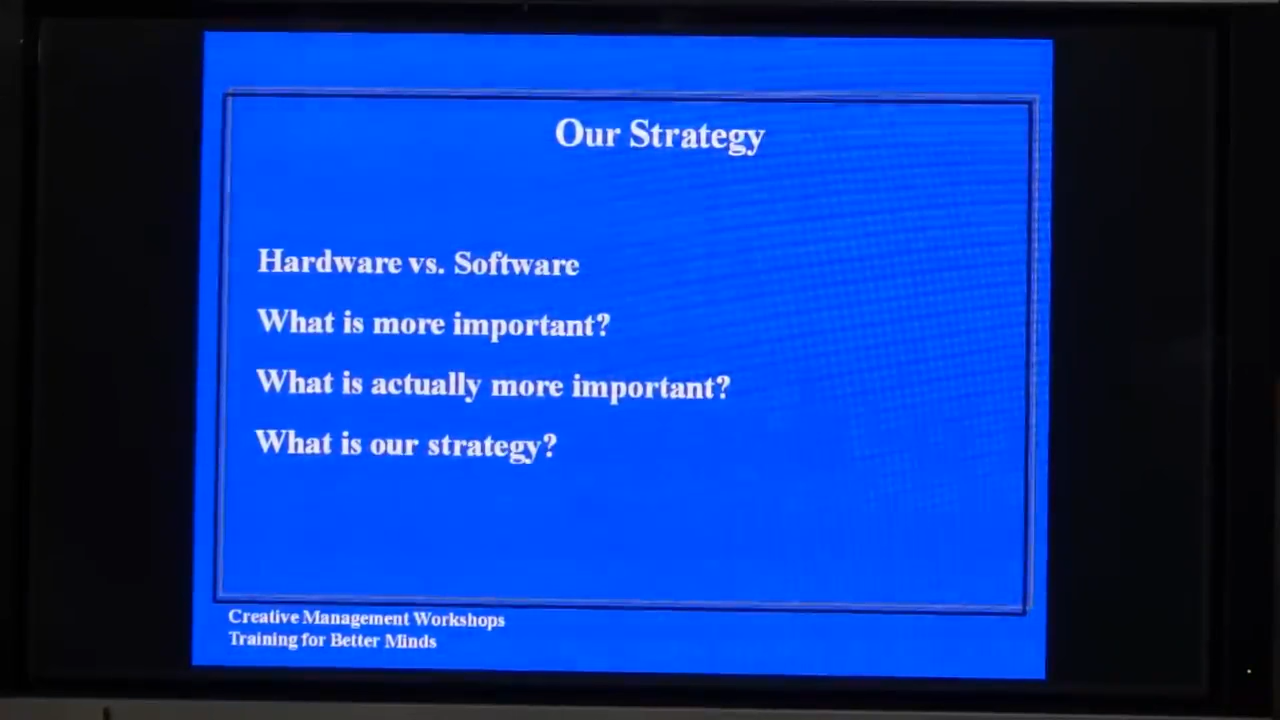 Our Strategy
Hardware vs. Software
What is more important?
What is actually more important?
What is our strategy?
Creative Management Workshops
Training for Better Minds